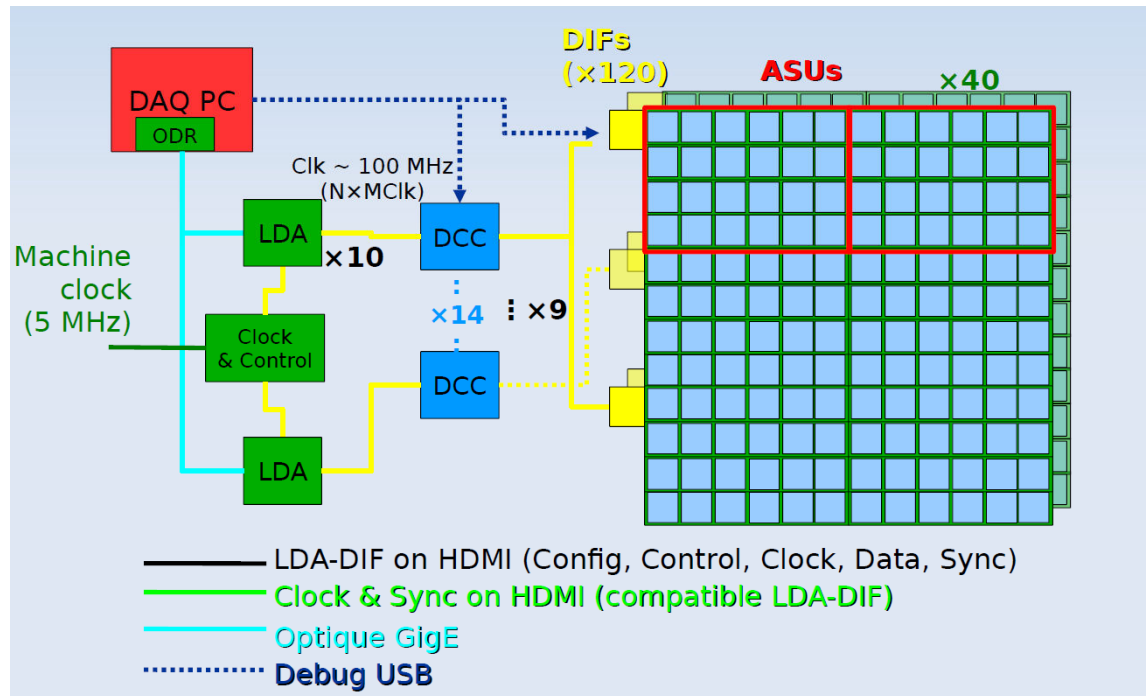 DIFs
(×120)
ASUs
×40
DAQ PC
ODR
Clk ~ 100 MHz
(N×MClk)
LDA
×10
DCC
Machine
clock
(5 MHz)
⋮
×14
⋮
⋮ ×9
Clock
& Control
DCC
LDA
LDA-DIF on HDMI (Config, Control, Clock, Data, Sync)
Clock & Sync on HDMI (compatible LDA-DIF)
Optique GigE
Debug USB